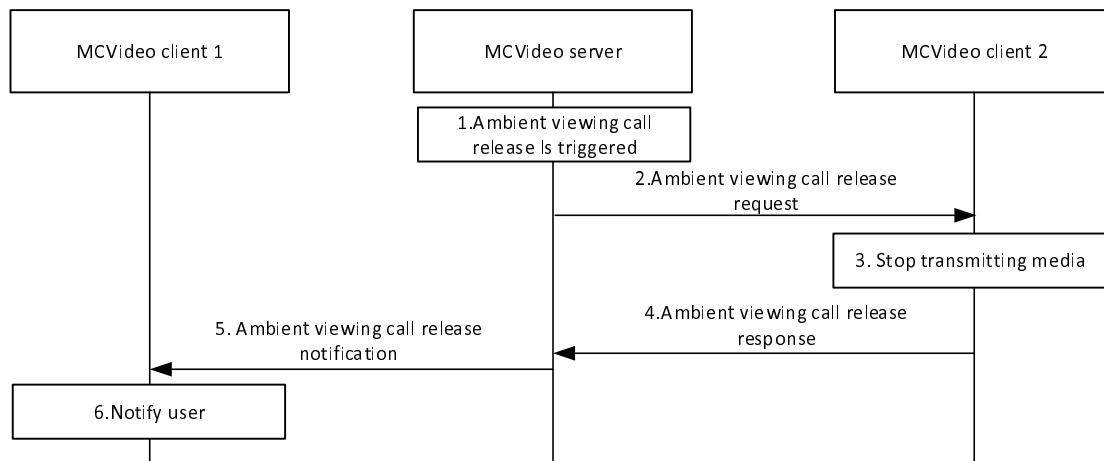 MCVideo client 1
MCVideo server
MCVideo client 2
1.Ambient viewing call
release Is triggered
2.Ambient viewing call release
request
3. Stop transmitting media
4.Ambient viewing call release
response
5. Ambient viewing call release
notification
6.Notify user